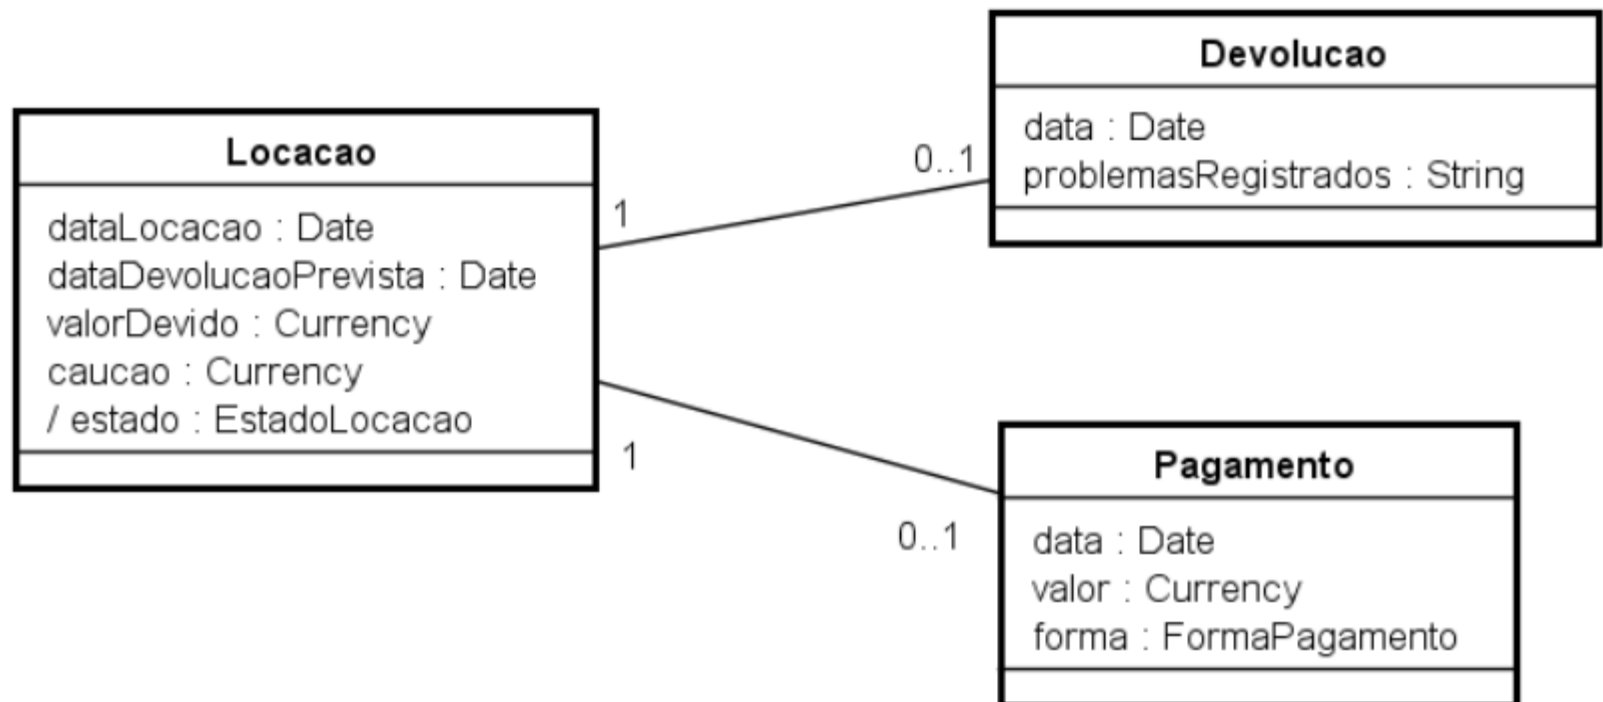 Locacao
dataLocacao : Date
dataDevolucaoPrevista : Date
valorDevido : Currency
caucao : Currency
/ estado : EstadoLocacao
1
0..1
Devolucao
data : Date
problemasRegistrados : String
1
0..1
Pagamento
data : Date
valor : Currency
forma : FormaPagamento